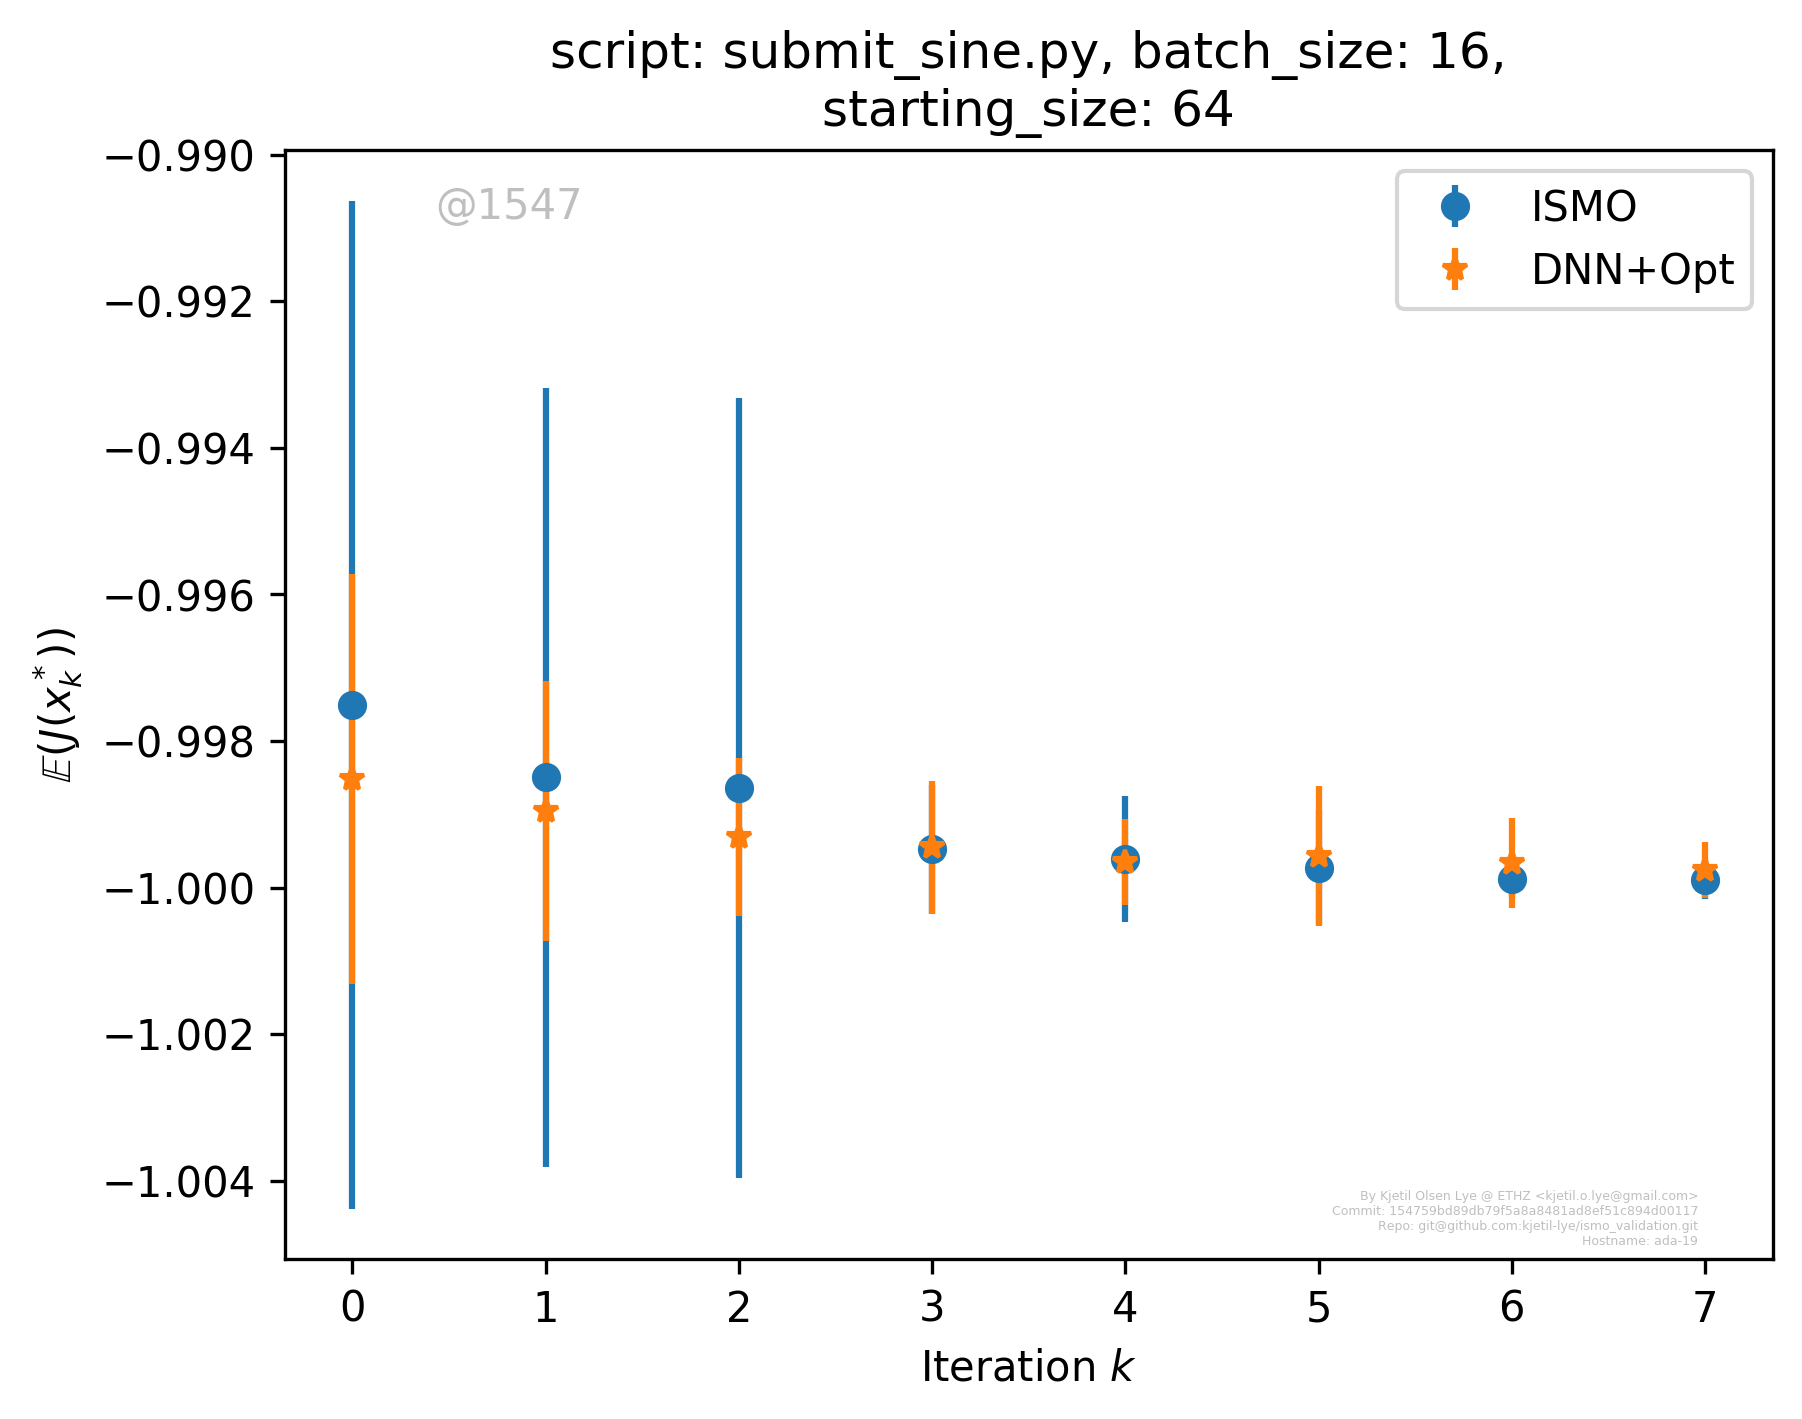 script: submit_sine.py, batch_size: 16,
starting_size: 64
−0.990
−0.992
−0.994
−0.996
−0.998
−1.000
−1.002
−1.004
𝔼(J(x*k))
@1547
ISMO
DNN+Opt
By Kjetil Olsen Lye @ ETHZ <kjetil.o.lye@gmail.com>
Commit: 154759bd89db79f5a8a8481ad8ef51c894d00117
Repo: git@github.com:kjetil-lye/ismo_validation.git
Hostname: ada-19
0 1 2 3 4 5 6 7
Iteration k